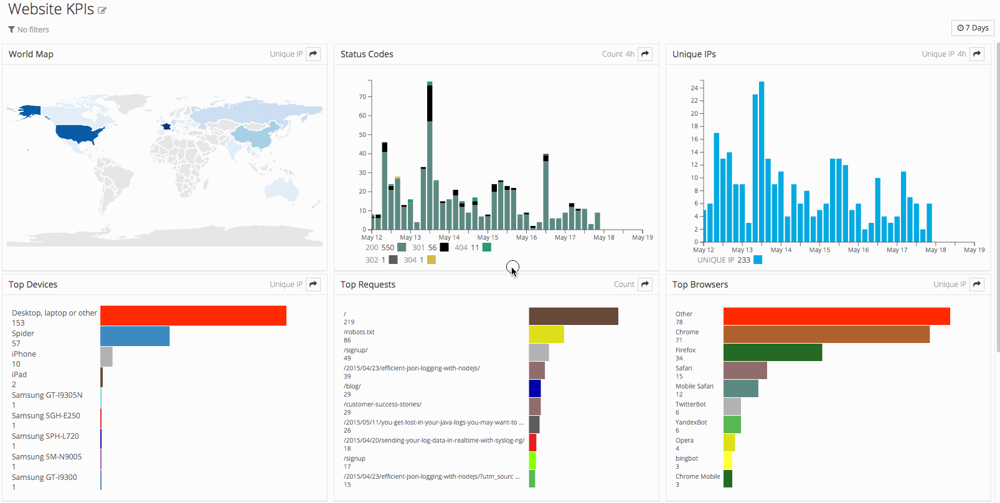 Website KPIs
No filters
7 Days
World Map Unique IP
Status Codes Count 4h
70
60
50
40
30
20
10
0
May 12 May 13 May 14 May 15 May 16 May 17 May 18 May 19
200 550 301 56 404 11
302 1 304 1
Unique IPs Unique IP 4h
24
22
20
18
16
14
12
10
8
6
4
2
0
May 12 May 13 May 14 May 15 May 16 May 17 May 18 May 19
UNIQUE IP 233
Top Devices Unique IP
Desktop, laptop or other
153
Spider
57
iPhone
10
iPad
2
Samsung GT-I9305N
1
Samsung SGH-E250
1
Samsung SPH-L720
1
Samsung SM-N9005
1
Samsung GT-I9300
1
Top Requests Count
/
219
/robots.txt
86
/signup/
49
/2015/04/23/efficient-json-logging-with-nodejs/
39
/blog/
29
/customer-success-stories/
29
/2015/05/11/you-get-lost-in-your-java-logs-you-may-want-to ...
26
/2015/04/20/sending-your-log-data-in-realtime-with-syslog-ng/
18
/signup
17
/2015/04/23/efficient-json-logging-with-nodejs/?utm_sourc ...
15
Top Browsers Unique IP
Other
78
Chrome
71
Firefox
34
Safari
15
Mobile Safari
12
TwitterBot
6
YandexBot
6
Opera
4
bingbot
3
Chrome Mobile
3